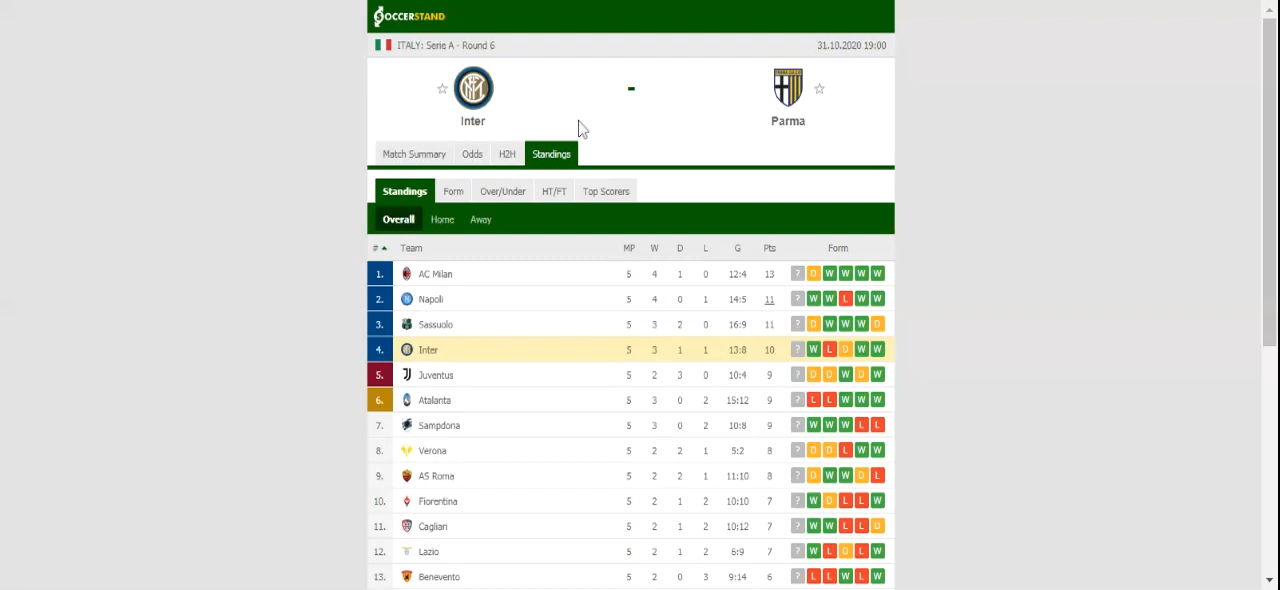 SOCCERSTAND
ITALY: Serie A - Round 6 31.10.2020 19:00
-
Inter Parma
Match Summary Odds H2H Standings
Standings Form Over/Under HT/FT Top Scorers
Overall Home Away
# Team MP W D L G Pts Form
1. AC Milan 5 4 1 0 12:4 13 ? D W W W W
2. Napoli 5 4 0 1 14:5 11 ? W W L W W
3. Sassuolo 5 3 2 0 16:9 11 ? D W W W D
4. Inter 5 3 1 1 13:8 10 ? W L D W W
5. Juventus 5 2 3 0 10:4 9 ? D D W D W
6. Atalanta 5 3 0 2 15:12 9 ? L L W W W
7. Sampdoria 5 3 0 2 10:8 9 ? W W W L L
8. Verona 5 2 2 1 5:2 8 ? D D L W W
9. AS Roma 5 2 2 1 11:10 8 ? D W W D L
10. Fiorentina 5 2 1 2 10:10 7 ? W D L L W
11. Cagliari 5 2 1 2 10:12 7 ? W W L L D
12. Lazio 5 2 1 2 6:9 7 ? W L D L W
13. Benevento 5 2 0 3 9:14 6 ? L L W L W